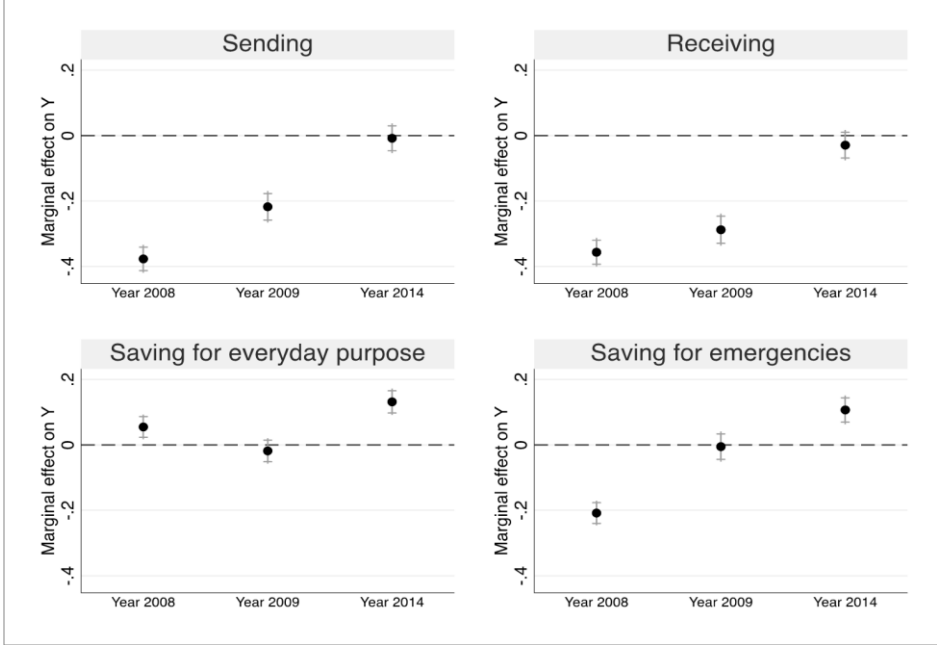 Sending
Marginal effect on Y
.2
0
-.2
-.4
Year 2008 Year 2009 Year 2014
Receiving
Marginal effect on Y
.2
0
-.2
-.4
Year 2008 Year 2009 Year 2014
Saving for everyday purpose
Marginal effect on Y
.2
0
-.2
-.4
Year 2008 Year 2009 Year 2014
Saving for emergencies
Marginal effect on Y
.2
0
-.2
-.4
Year 2008 Year 2009 Year 2014